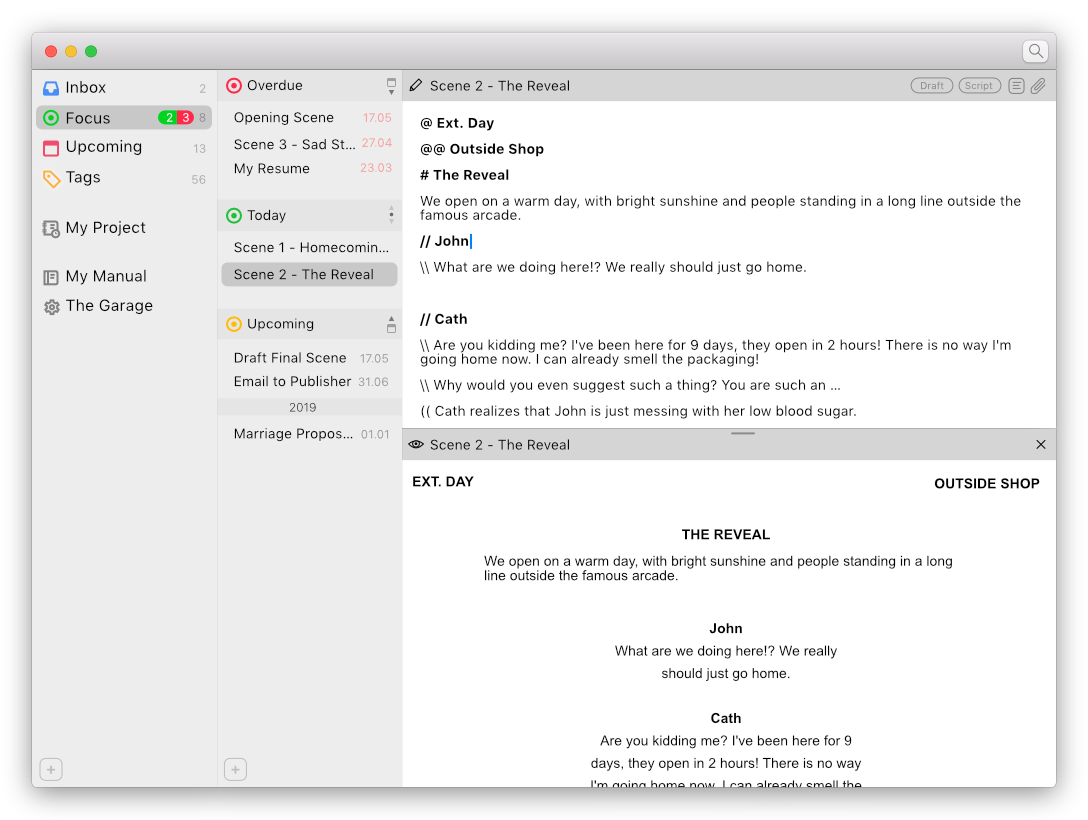 Inbox 2
Focus 2 3 8
Upcoming 13
Tags 56
My Project
My Manual
The Garage
Overdue
Opening Scene 17.05
Scene 3 - Sad St... 27.04
My Resume 23.03
Today
Scene 1 - Homecomin...
Scene 2 - The Reveal
Upcoming
Draft Final Scene 17.05
Email to Publisher 31.06
2019
Marriage Propos... 01.01
Scene 2 - The Reveal Draft Script
@ Ext. Day
@@ Outside Shop
# The Reveal
We open on a warm day, with bright sunshine and people standing in a long line outside the
famous arcade.
// John
\\ What are we doing here!? We really should just go home.
// Cath
\\ Are you kidding me? I've been here for 9 days, they open in 2 hours! There is no way I'm
going home now. I can already smell the packaging!
\\ Why would you even suggest such a thing? You are such an ...
(( Cath realizes that John is just messing with her low blood sugar.
Scene 2 - The Reveal
EXT. DAY OUTSIDE SHOP
THE REVEAL
We open on a warm day, with bright sunshine and people standing in a long
line outside the famous arcade.
John
What are we doing here!? We really
should just go home.
Cath
Are you kidding me? I've been here for 9
days, they open in 2 hours! There is no way
I'm going home now. I can already smell the